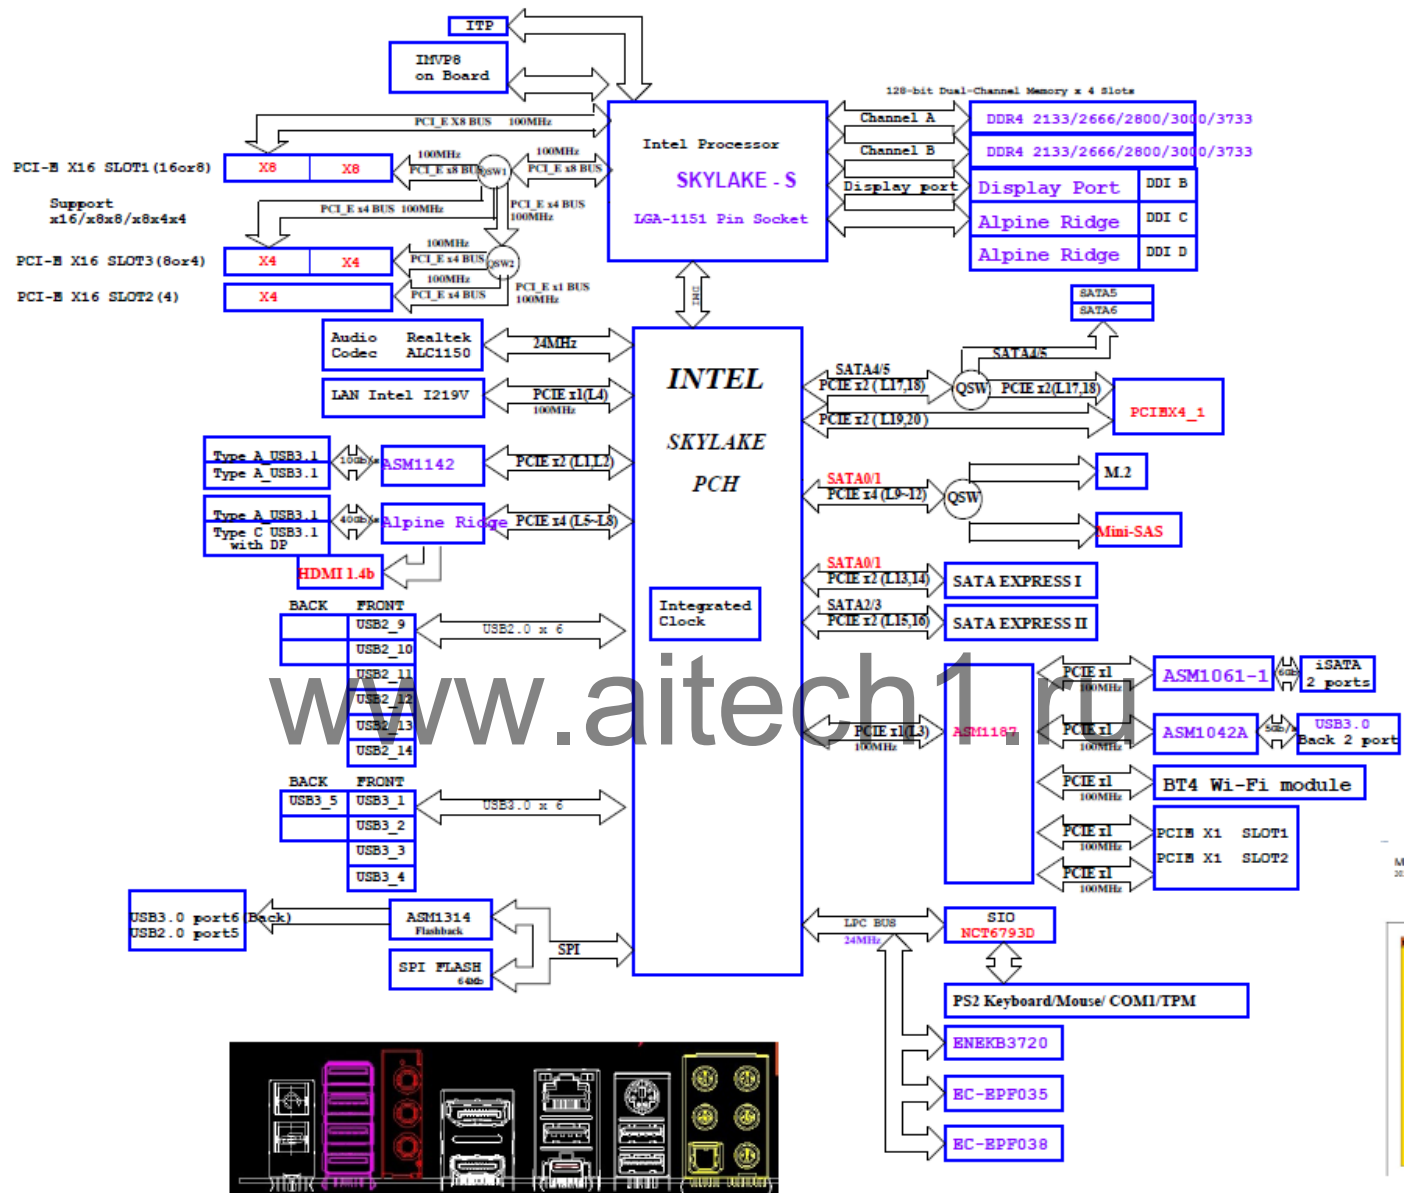 ITP
IMVP8
on Board
128-bit Dual-Channel Memory x 4 Slots
PCI_E X8 BUS 100MHz
Intel Processor
SKYLAKE - S
LGA-1151 Pin Socket
Channel A
DDR4 2133/2666/2800/3000/3733
Channel B
DDR4 2133/2666/2800/3000/3733
Display port
Display Port
DDI B
Alpine Ridge
DDI C
Alpine Ridge
DDI D
PCI-E X16 SLOT1(16or8)
X8
X8
100MHz
PCI_E x8 BUS
QSW1
100MHz
PCI_E x8 BUS
Support
x16/x8x8/x8x4x4
PCI_E x4 BUS 100MHz
PCI_E x4 BUS
100MHz
PCI-E X16 SLOT3(8or4)
X4
X4
100MHz
PCI_E x4 BUS
QSW2
PCI-E X16 SLOT2(4)
X4
100MHz
PCI_E x4 BUS
PCI_E x1 BUS
100MHz
DMI
SATA5
SATA6
Audio Realtek
Codec ALC1150
24MHz
INTEL
SKYLAKE
PCH
SATA4/5
SATA4/5
PCIE x2 ( L17,18)
QSW
PCIE x2(L17,18)
PCIEX4_1
PCIE x2 ( L19,20 )
LAN Intel I219V
PCIE x1(L4)
100MHz
Type A_USB3.1
Type A_USB3.1
10Gb/s
ASM1142
PCIE x2 (L1,L2)
SATA0/1
PCIE x4 (L9~12)
QSW
M.2
Mini-SAS
Type A_USB3.1
Type C USB3.1
with DP
40Gb/s
Alpine Ridge
PCIE x4 (L5~L8)
HDMI 1.4b
SATA0/1
PCIE x2 (L13,14)
SATA EXPRESS I
SATA2/3
PCIE x2 (L15,16)
SATA EXPRESS II
Integrated
Clock
BACK FRONT
USB2_9
USB2_10
USB2_11
USB2_12
USB2_13
USB2_14
USB2.0 x 6
www.aitech1.ru
PCIE x1(L3)
100MHz
ASM1187
PCIE x1
100MHz
ASM1061-1
6Gb
iSATA
2 ports
PCIE x1
100MHz
ASM1042A
5Gb/s
USB3.0
Back 2 port
PCIE x1
100MHz
BT4 Wi-Fi module
PCIE x1
100MHz
PCIE X1 SLOT1
PCIE X1 SLOT2
PCIE x1
100MHz
BACK FRONT
USB3_5 USB3_1
USB3_2
USB3_3
USB3_4
USB3.0 x 6
USB3.0 port6(Back)
USB2.0 port5
ASM1314
Flashback
SPI FLASH
64Mb
SPI
LPC BUS
24MHz
SIO
NCT6793D
PS2 Keyboard/Mouse/ COM1/TPM
ENEKB3720
EC-EPF035
EC-EPF038